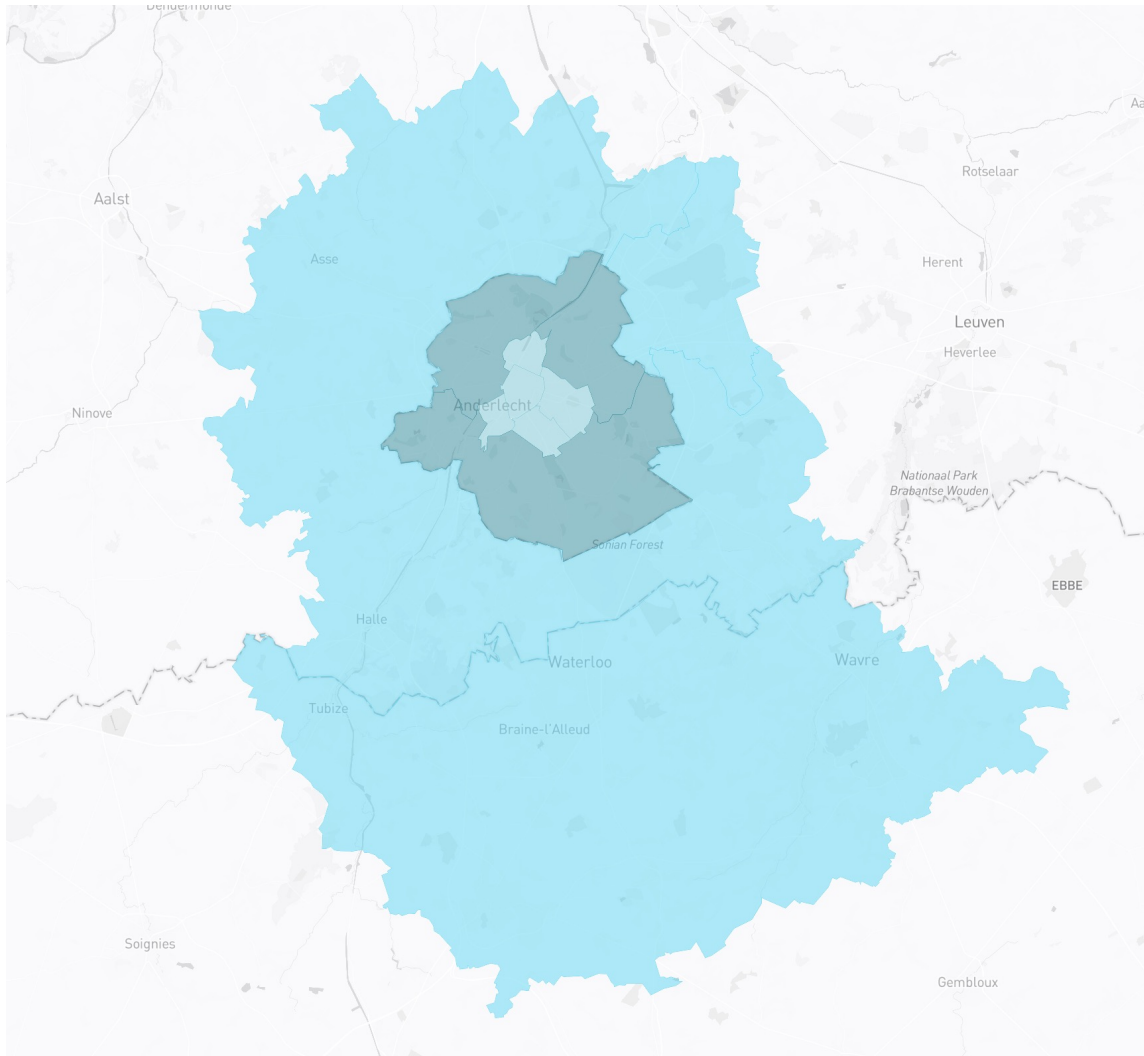 Dendermonde
Aa
Rotselaar
Aalst
Asse
Herent
Leuven
Heverlee
Anderlecht
Ninove
Nationaal Park
Brabantse Wouden
Sonian Forest
EBBE
Halle
Waterloo
Wavre
Tubize
Braine-l'Alleud
Soignies
Gembloux